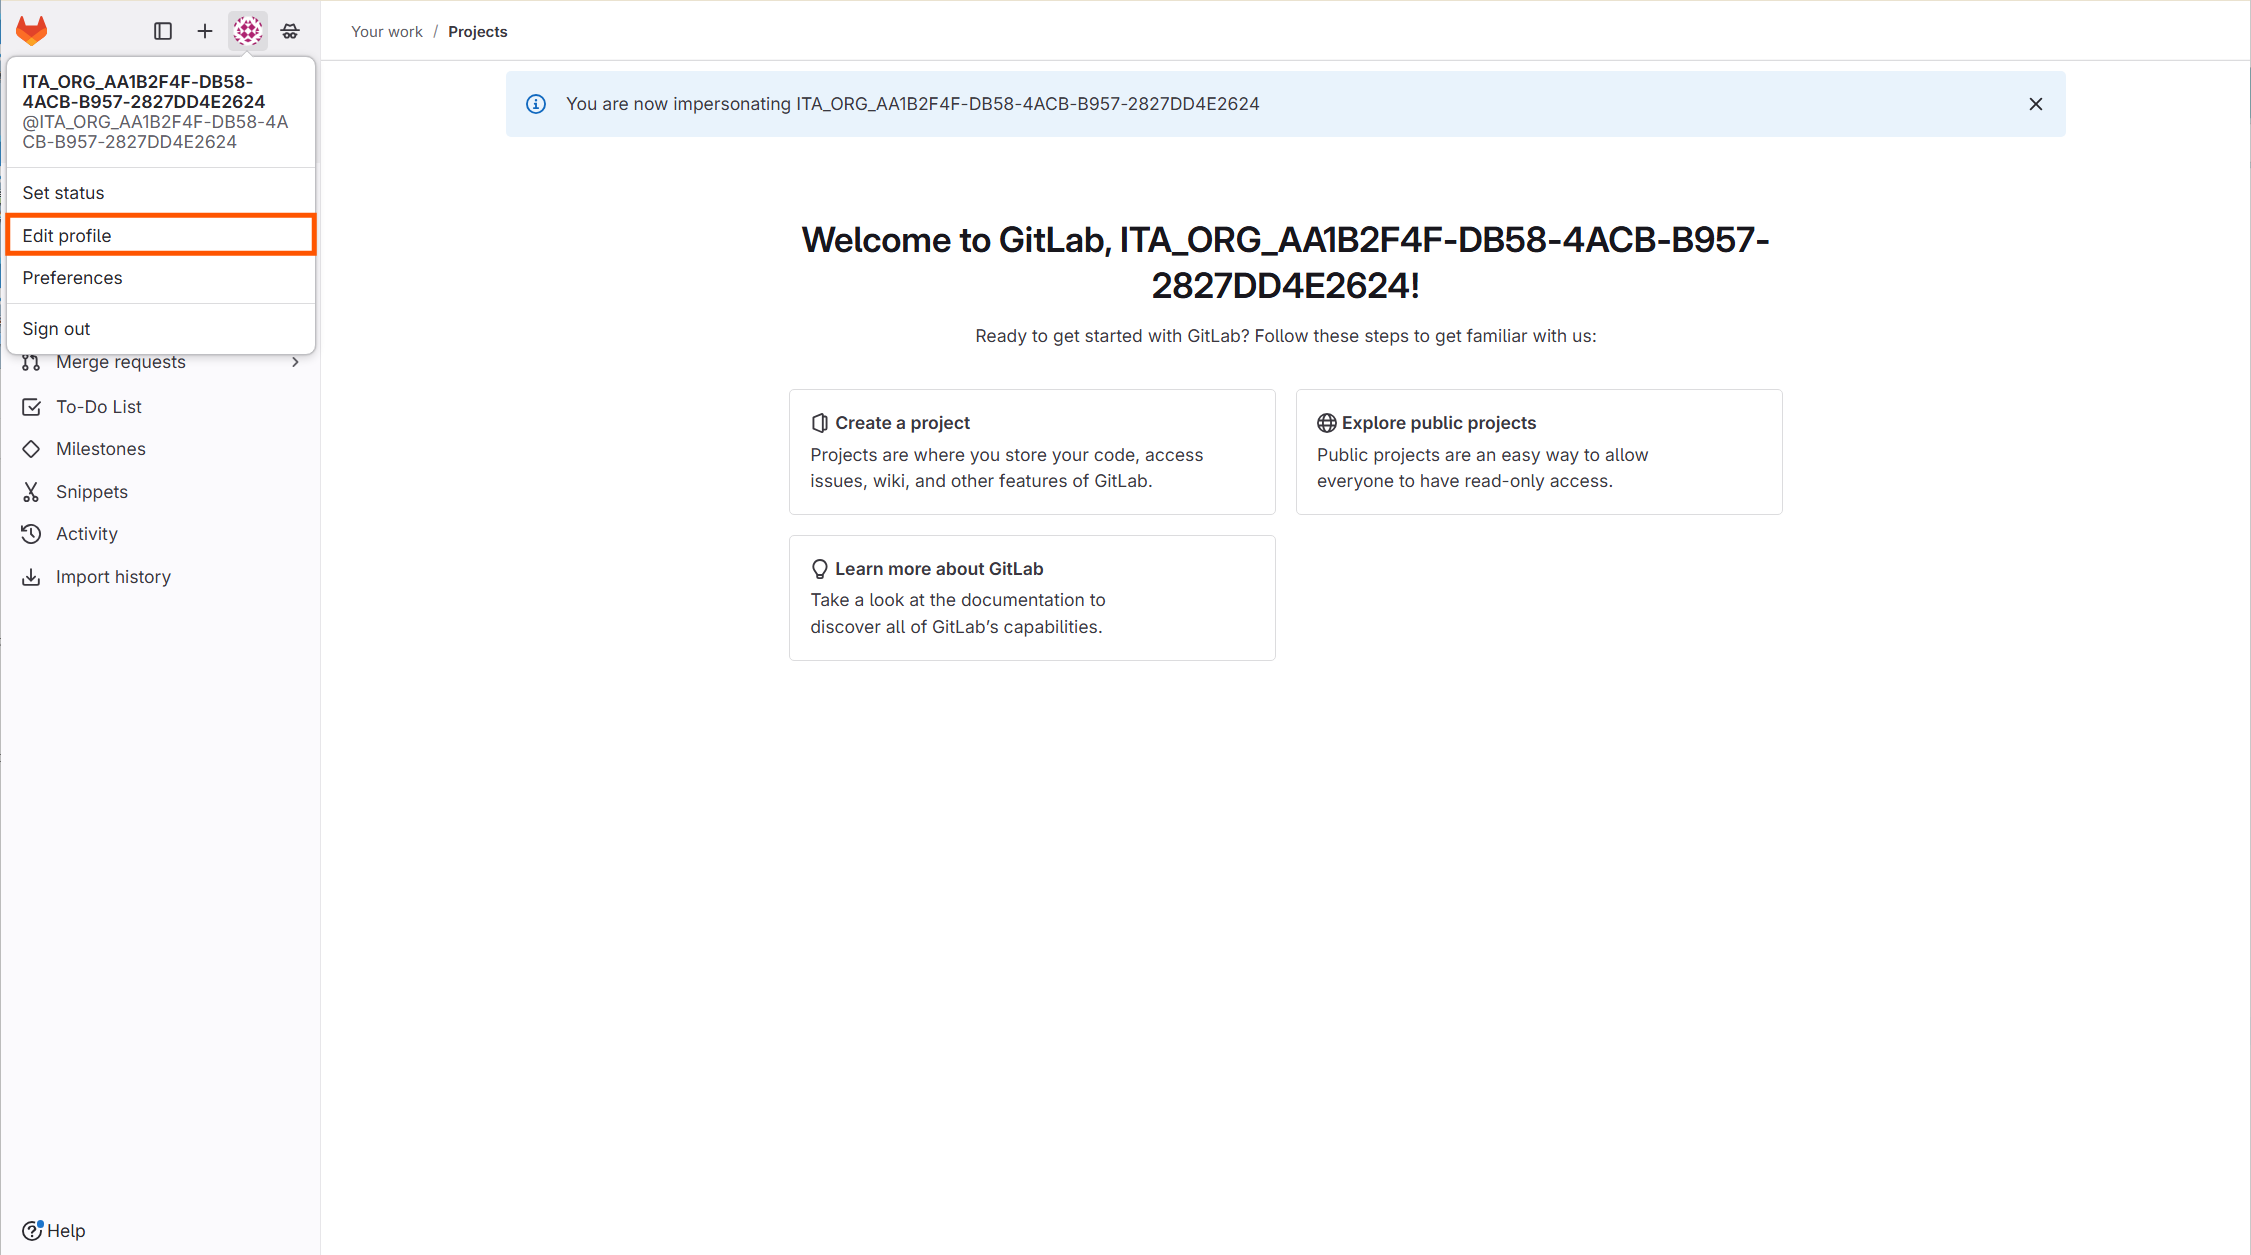 Your work / Projects
ITA_ORG_AA1B2F4F-DB58-
4ACB-B957-2827DD4E2624
@ITA_ORG_AA1B2F4F-DB58-4A
CB-B957-2827DD4E2624
Set status
Edit profile
Preferences
Sign out
Merge requests
To-Do List
Milestones
Snippets
Activity
Import history
Help
You are now impersonating ITA_ORG_AA1B2F4F-DB58-4ACB-B957-2827DD4E2624
Welcome to GitLab, ITA_ORG_AA1B2F4F-DB58-4ACB-B957-
2827DD4E2624!
Ready to get started with GitLab? Follow these steps to get familiar with us:
Create a project
Projects are where you store your code, access
issues, wiki, and other features of GitLab.
Explore public projects
Public projects are an easy way to allow
everyone to have read-only access.
Learn more about GitLab
Take a look at the documentation to
discover all of GitLab’s capabilities.